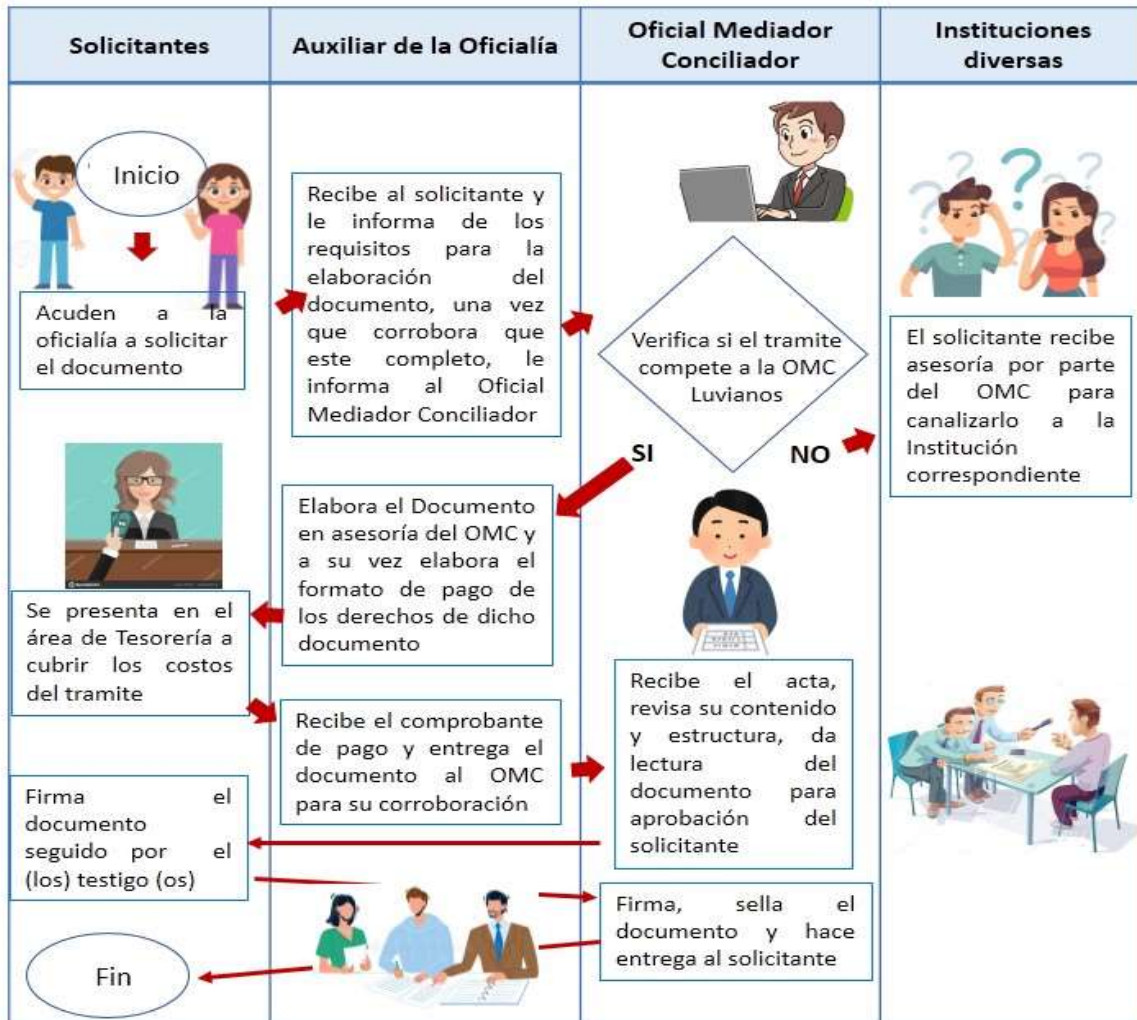 Solicitantes
Auxiliar de la Oficialía
Oficial Mediador
Conciliador
Instituciones
diversas
Inicio
Acuden a la
oficialía a solicitar
el documento
Recibe al solicitante y
le informa de los
requisitos para la
elaboración del
documento, una vez
que corrobora que
este completo, le
informa al Oficial
Mediador Conciliador
Verifica si el tramite
compete a la OMC
Luvianos
SI
NO
El solicitante recibe
asesoría por parte
del OMC para
canalizarlo a la
Institución
correspondiente
Elabora el Documento
en asesoría del OMC y
a su vez elabora el
formato de pago de
los derechos de dicho
documento
Se presenta en el
área de Tesorería a
cubrir los costos
del tramite
Recibe el comprobante
de pago y entrega el
documento al OMC
para su corroboración
Recibe el acta,
revisa su contenido
y estructura, da
lectura del
documento para
aprobación del
solicitante
Firma el
documento
seguido por el
(los) testigo (os)
Firma, sella el
documento y hace
entrega al solicitante
Fin